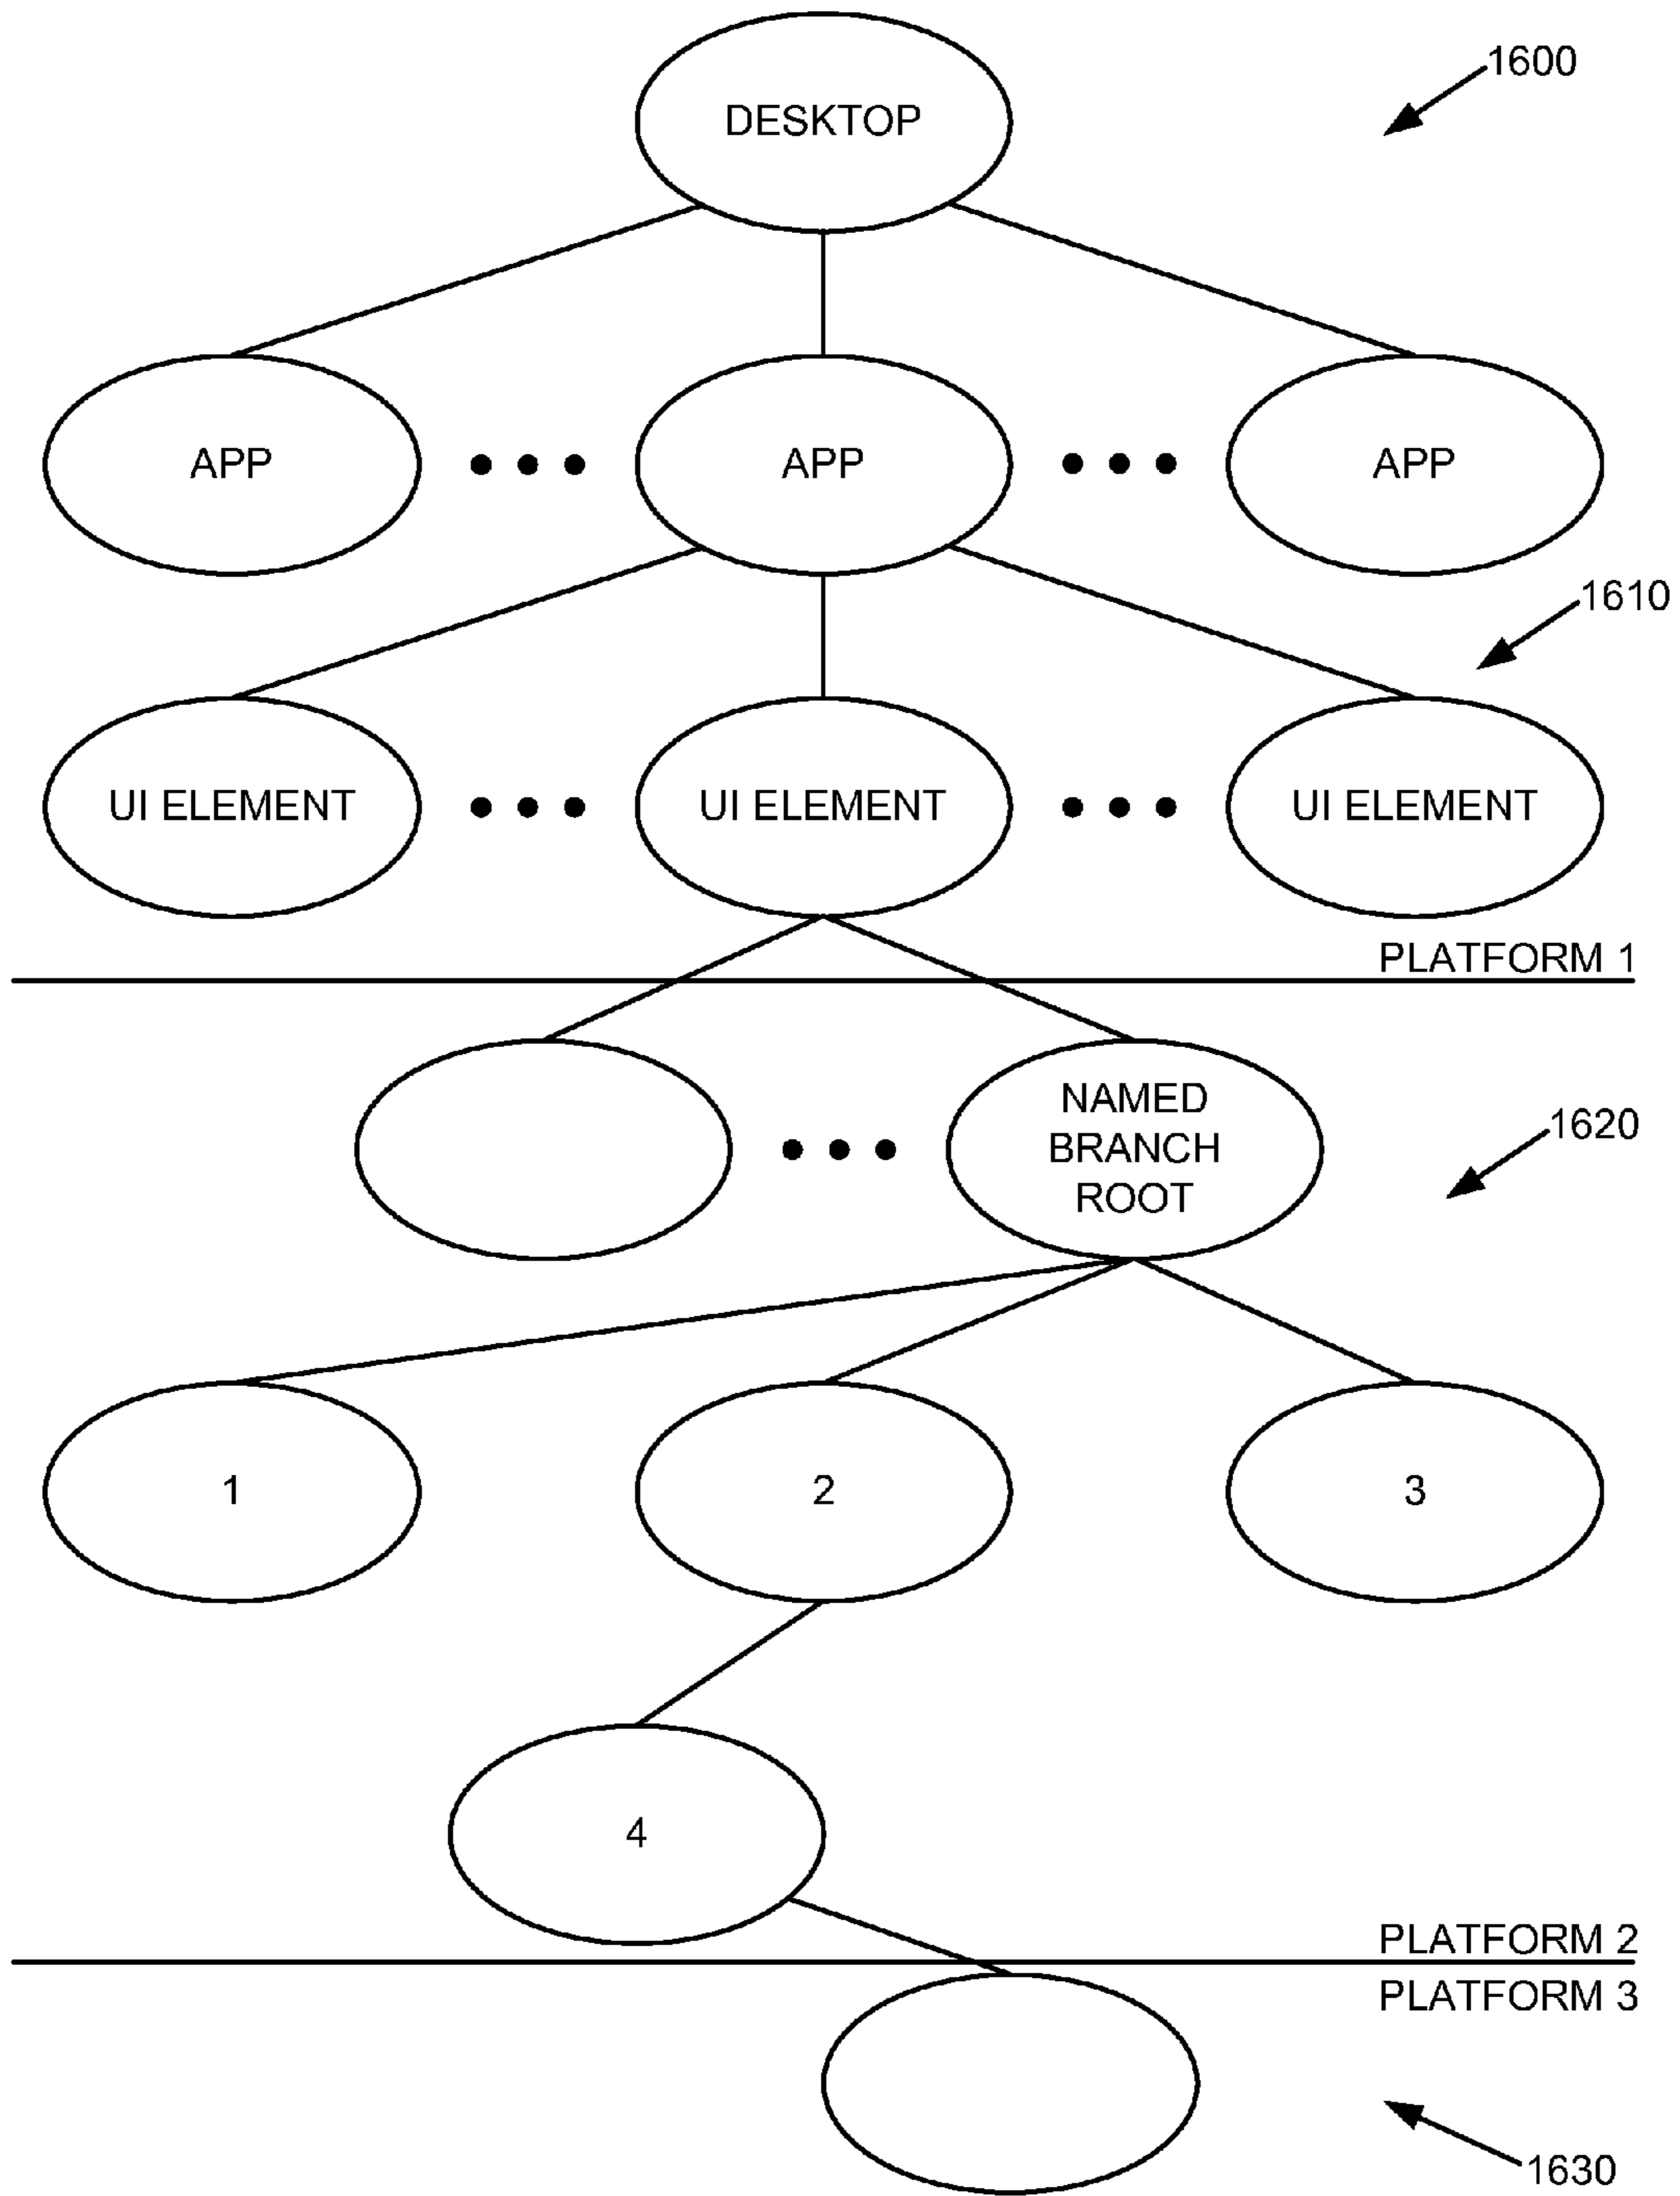 1600
DESKTOP
APP
APP
APP
1610
UI ELEMENT
UI ELEMENT
UI ELEMENT
PLATFORM 1
NAMED
BRANCH
ROOT
1620
1
2
3
4
PLATFORM 2
PLATFORM 3
1630